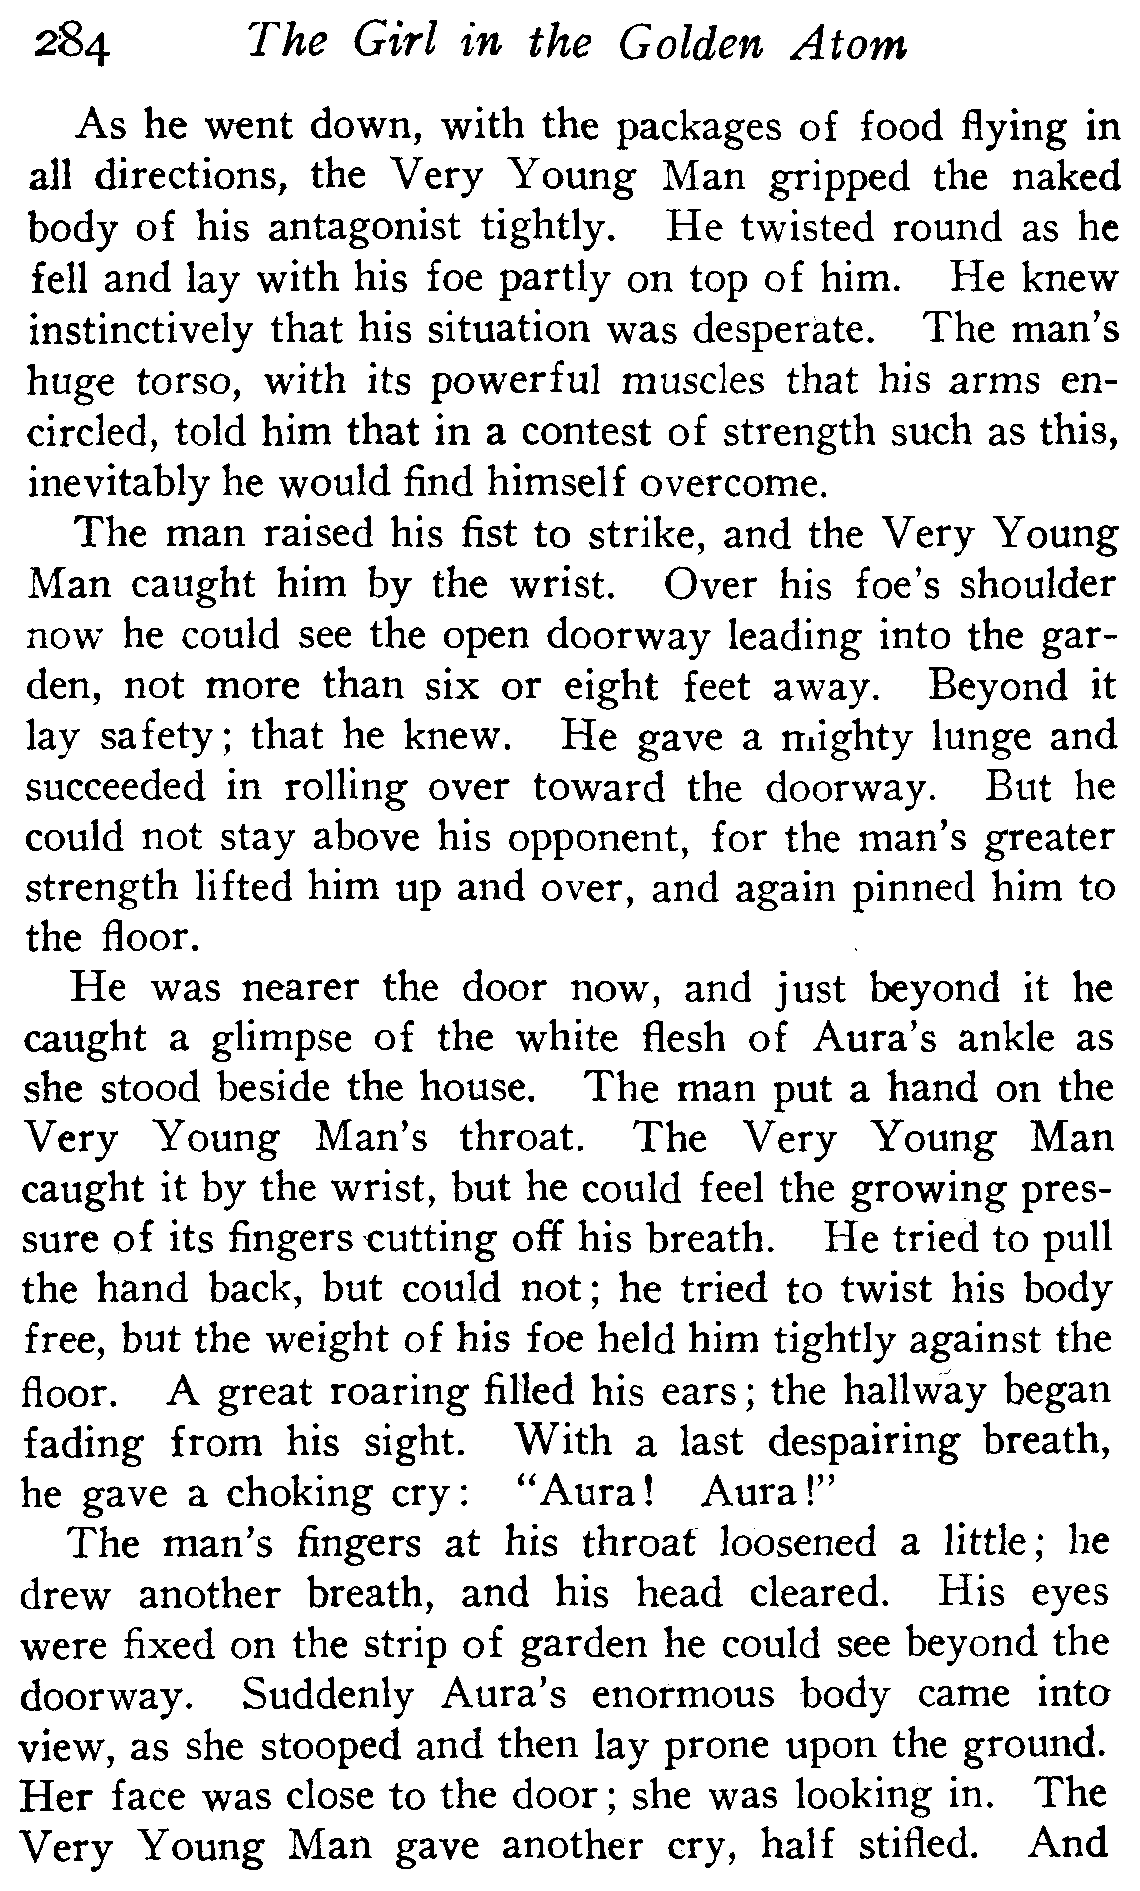 284 The Girl in the Golden Atom
As he went down, with the packages of food flying in
all directions, the Very Young Man gripped the naked
body of his antagonist tightly. He twisted round as he
fell and lay with his foe partly on top of him. He knew
instinctively that his situation was desperate. The man's
huge torso, with its powerful muscles that his arms en-
circled, told him that in a contest of strength such as this,
inevitably he would find himself overcome.
The man raised his fist to strike, and the Very Young
Man caught him by the wrist. Over his foe's shoulder
now he could see the open doorway leading into the gar-
den, not more than six or eight feet away. Beyond it
lay safety; that he knew. He gave a mighty lunge and
succeeded in rolling over toward the doorway. But he
could not stay above his opponent, for the man's greater
strength lifted him up and over, and again pinned him to
the floor.
He was nearer the door now, and just beyond it he
caught a glimpse of the white flesh of Aura's ankle as
she stood beside the house. The man put a hand on the
Very Young Man's throat. The Very Young Man
caught it by the wrist, but he could feel the growing pres-
sure of its fingers cutting off his breath. He tried to pull
the hand back, but could not; he tried to twist his body
free, but the weight of his foe held him tightly against the
floor. A great roaring filled his ears; the hallway began
fading from his sight. With a last despairing breath,
he gave a choking cry: "Aura! Aura!"
The man's fingers at his throat loosened a little; he
drew another breath, and his head cleared. His eyes
were fixed on the strip of garden he could see beyond the
doorway. Suddenly Aura's enormous body came into
view, as she stooped and then lay prone upon the ground.
Her face was close to the door; she was looking in. The
Very Young Man gave another cry, half stifled. And